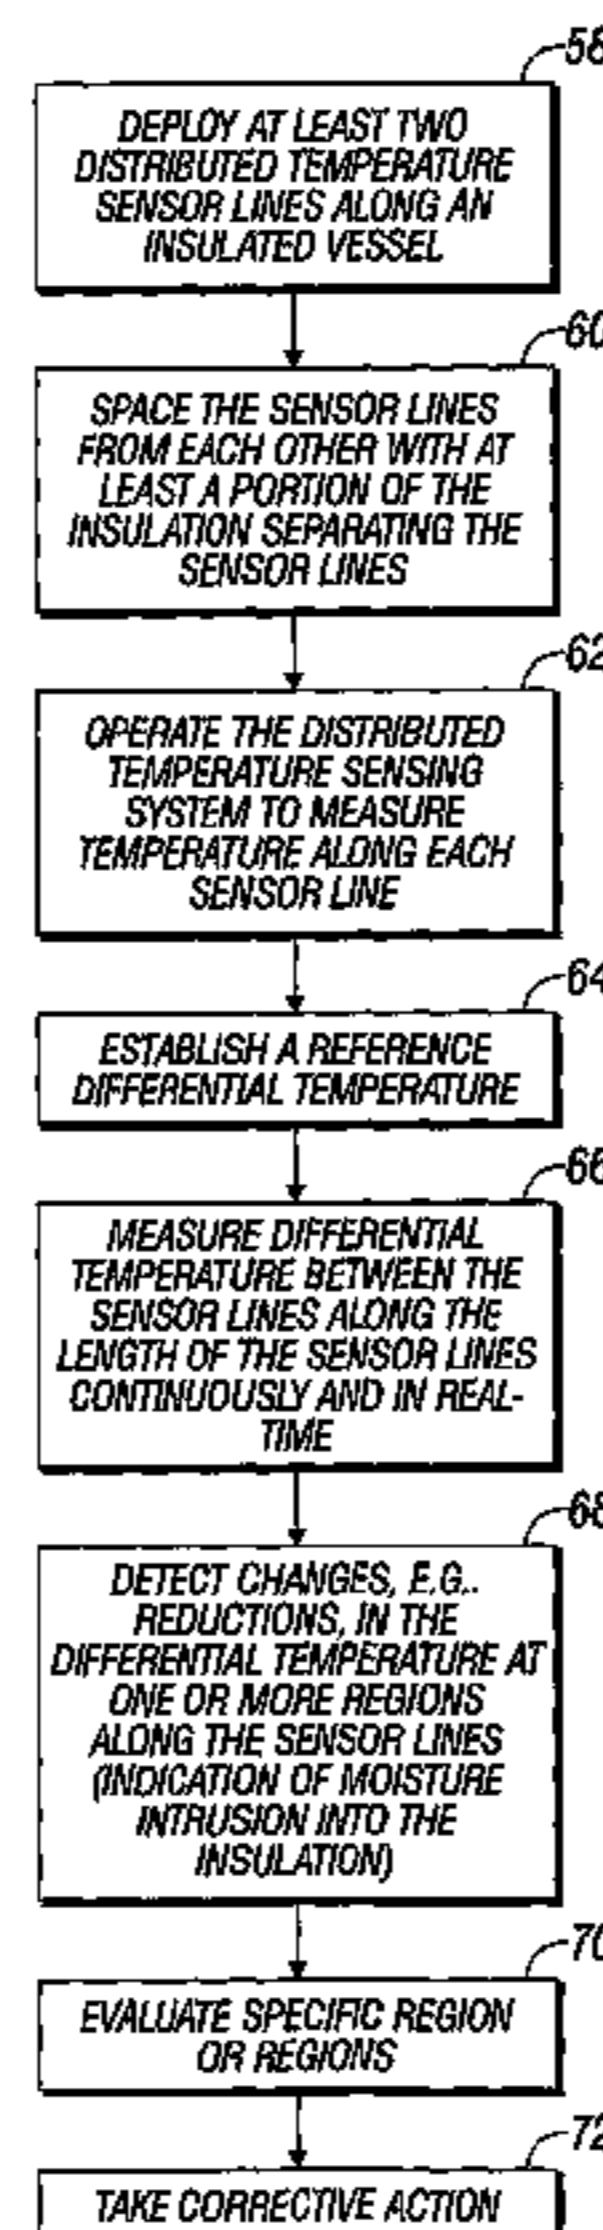 58
DEPLOY AT LEAST TWO
DISTRIBUTED TEMPERATURE
SENSOR LINES ALONG AN
INSULATED VESSEL
60
SPACE THE SENSOR LINES
FROM EACH OTHER WITH AT
LEAST A PORTION OF THE
INSULATION SEPARATING THE
SENSOR LINES
62
OPERATE THE DISTRIBUTED
TEMPERATURE SENSING
SYSTEM TO MEASURE
TEMPERATURE ALONG EACH
SENSOR LINE
64
ESTABLISH A REFERENCE
DIFFERENTIAL TEMPERATURE
66
MEASURE DIFFERENTIAL
TEMPERATURE BETWEEN THE
SENSOR LINES ALONG THE
LENGTH OF THE SENSOR LINES
CONTINUOUSLY AND IN REAL-
TIME
68
DETECT CHANGES, E.G..
REDUCTIONS, IN THE
DIFFERENTIAL TEMPERATURE AT
ONE OR MORE REGIONS
ALONG THE SENSOR LINES
(INDICATION OF MOISTURE
INTRUSION INTO THE
INSULATION)
70
EVALUATE SPECIFIC REGION
OR REGIONS
72
TAKE CORRECTIVE ACTION